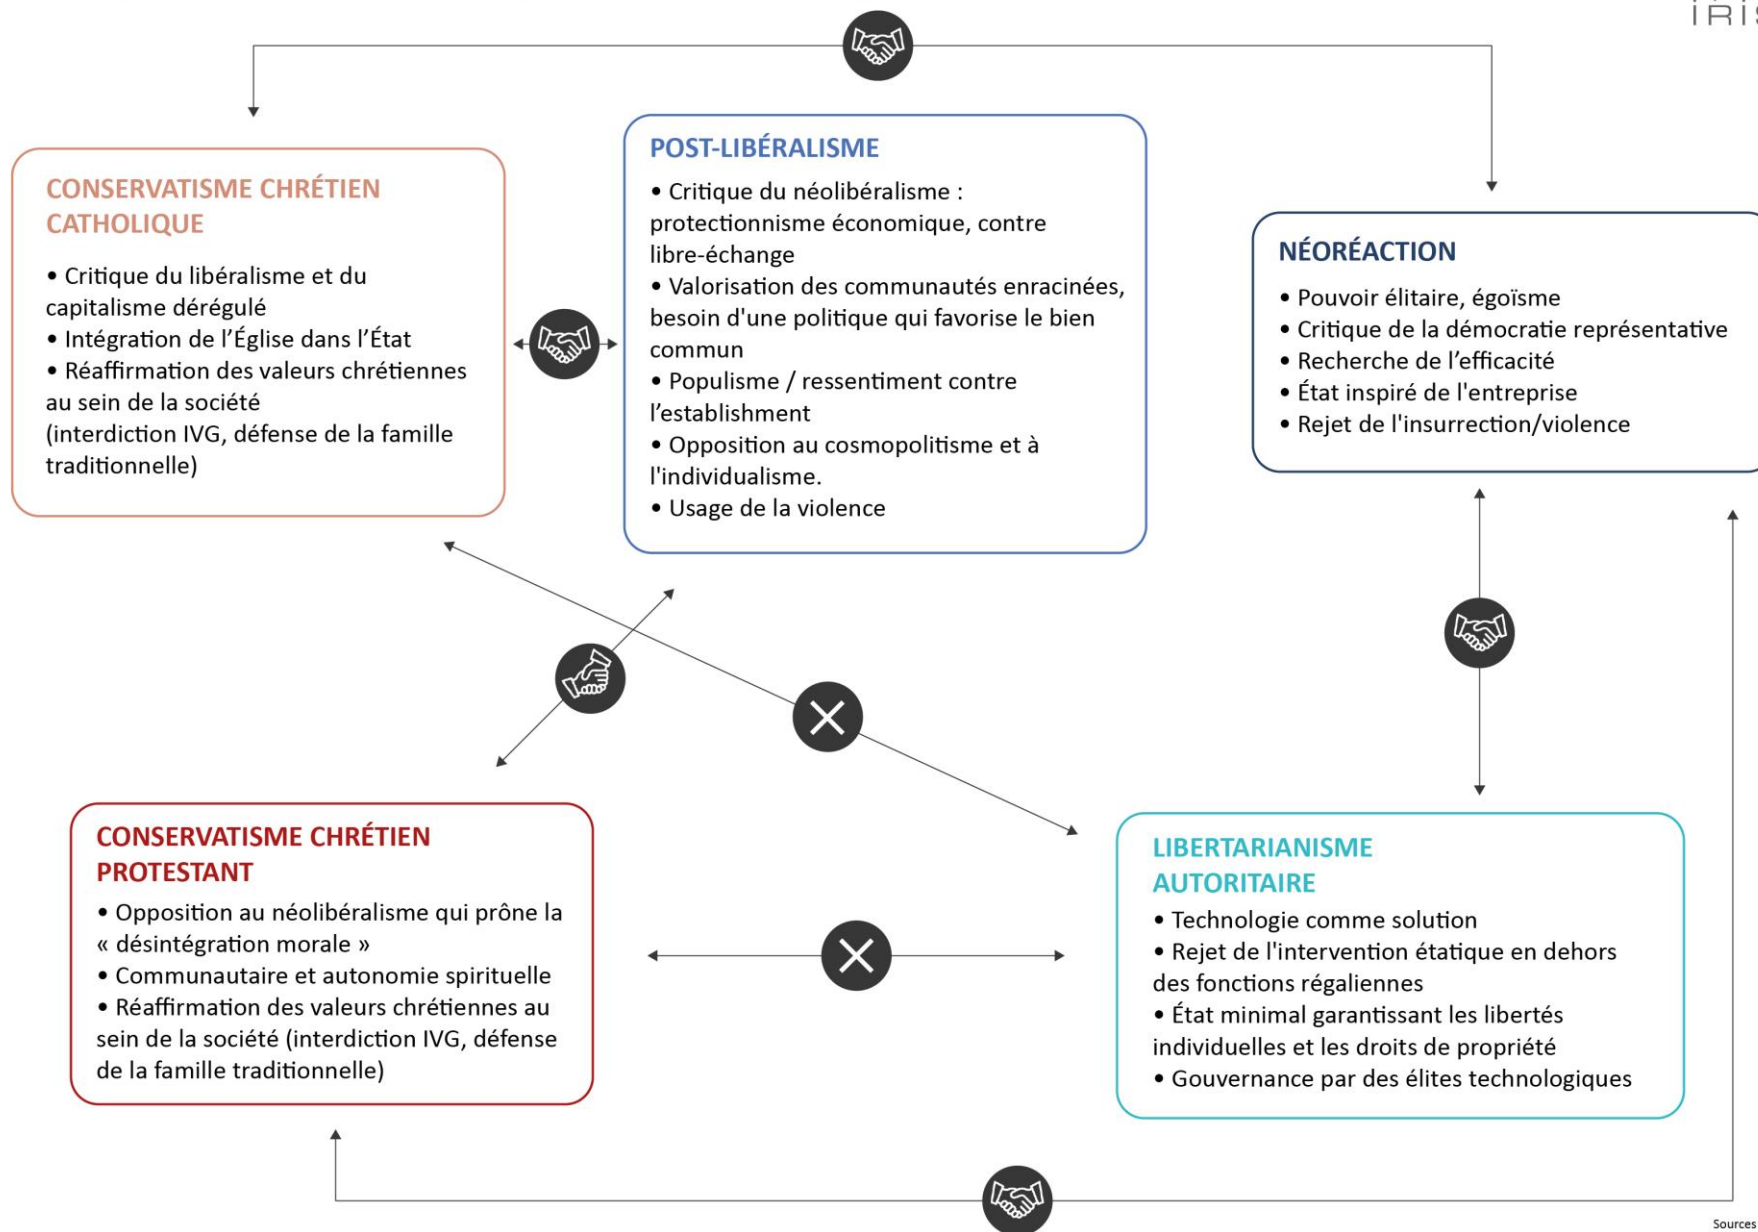 IRIS
CONSERVATISME CHRÉTIEN
CATHOLIQUE
• Critique du libéralisme et du
capitalisme dérégulé
• Intégration de l’Église dans l’État
• Réaffirmation des valeurs chrétiennes
au sein de la société
(interdiction IVG, défense de la famille
traditionnelle)
POST-LIBÉRALISME
• Critique du néolibéralisme :
protectionnisme économique, contre
libre-échange
• Valorisation des communautés enracinées,
besoin d'une politique qui favorise le bien
commun
• Populisme / ressentiment contre
l’establishment
• Opposition au cosmopolitisme et à
l'individualisme.
• Usage de la violence
NÉORÉACTION
• Pouvoir élitaire, égoïsme
• Critique de la démocratie représentative
• Recherche de l’efficacité
• État inspiré de l'entreprise
• Rejet de l'insurrection/violence
CONSERVATISME CHRÉTIEN
PROTESTANT
• Opposition au néolibéralisme qui prône la
« désintégration morale »
• Communautaire et autonomie spirituelle
• Réaffirmation des valeurs chrétiennes au
sein de la société (interdiction IVG, défense
de la famille traditionnelle)
LIBERTARIANISME
AUTORITAIRE
• Technologie comme solution
• Rejet de l'intervention étatique en dehors
des fonctions régaliennes
• État minimal garantissant les libertés
individuelles et les droits de propriété
• Gouvernance par des élites technologiques
Sources